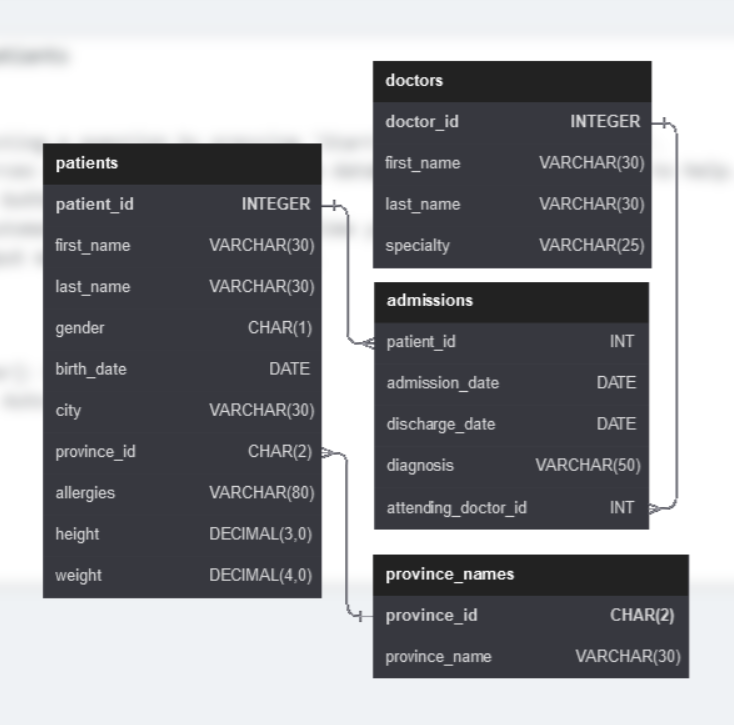 patients
patient_id INTEGER
first_name VARCHAR(30)
last_name VARCHAR(30)
gender CHAR(1)
birth_date DATE
city VARCHAR(30)
province_id CHAR(2)
allergies VARCHAR(80)
height DECIMAL(3,0)
weight DECIMAL(4,0)
doctors
doctor_id INTEGER
first_name VARCHAR(30)
last_name VARCHAR(30)
specialty VARCHAR(25)
admissions
patient_id INT
admission_date DATE
discharge_date DATE
diagnosis VARCHAR(50)
attending_doctor_id INT
province_names
province_id CHAR(2)
province_name VARCHAR(30)